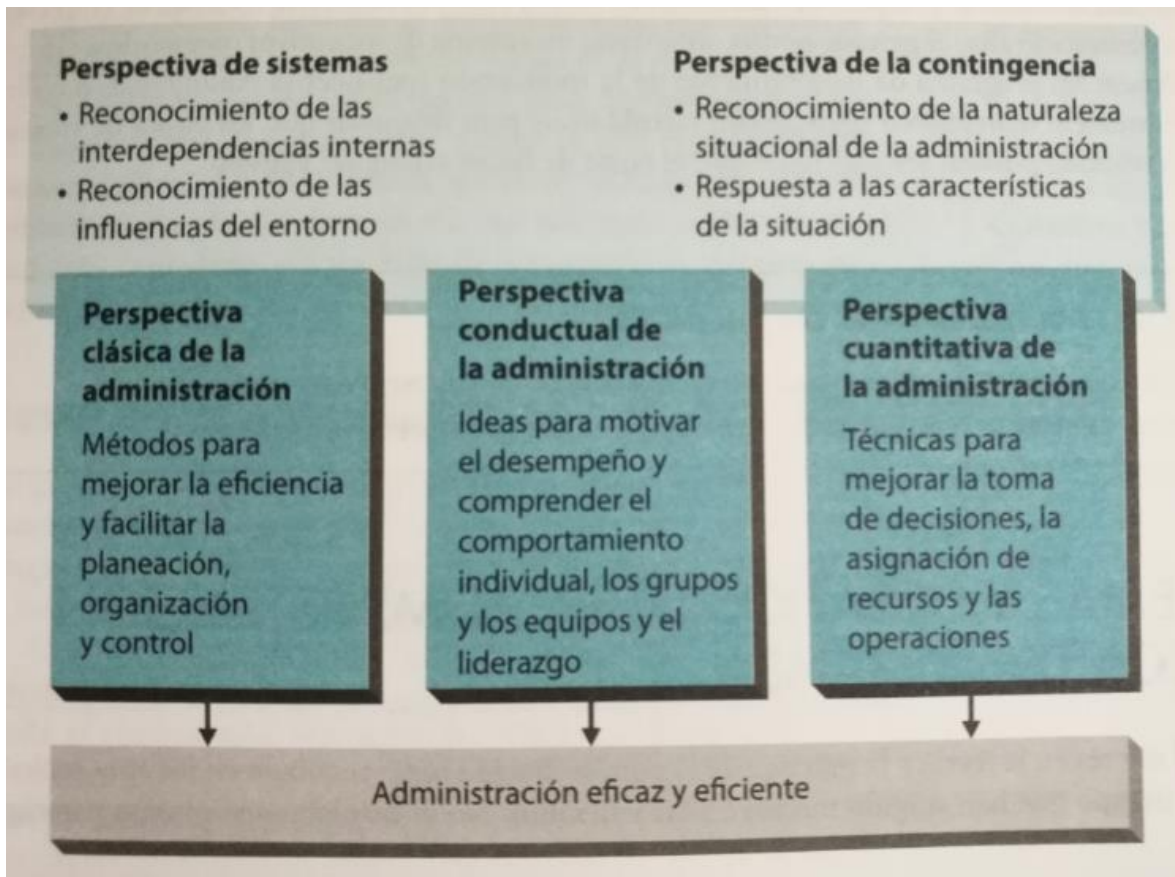 Perspectiva de sistemas
• Reconocimiento de las
interdependencias internas
• Reconocimiento de las
influencias del entorno
Perspectiva de la contingencia
• Reconocimiento de la naturaleza
situacional de la administración
• Respuesta a las características
de la situación
Perspectiva
clásica de la
administración
Métodos para
mejorar la eficiencia
y facilitar la
planeación,
organización
y control
Perspectiva
conductual de
la administración
Ideas para motivar
el desempeño y
comprender el
comportamiento
individual, los grupos
y los equipos y el
liderazgo
Perspectiva
cuantitativa de
la administración
Técnicas para
mejorar la toma
de decisiones, la
asignación de
recursos y las
operaciones
Administración eficaz y eficiente